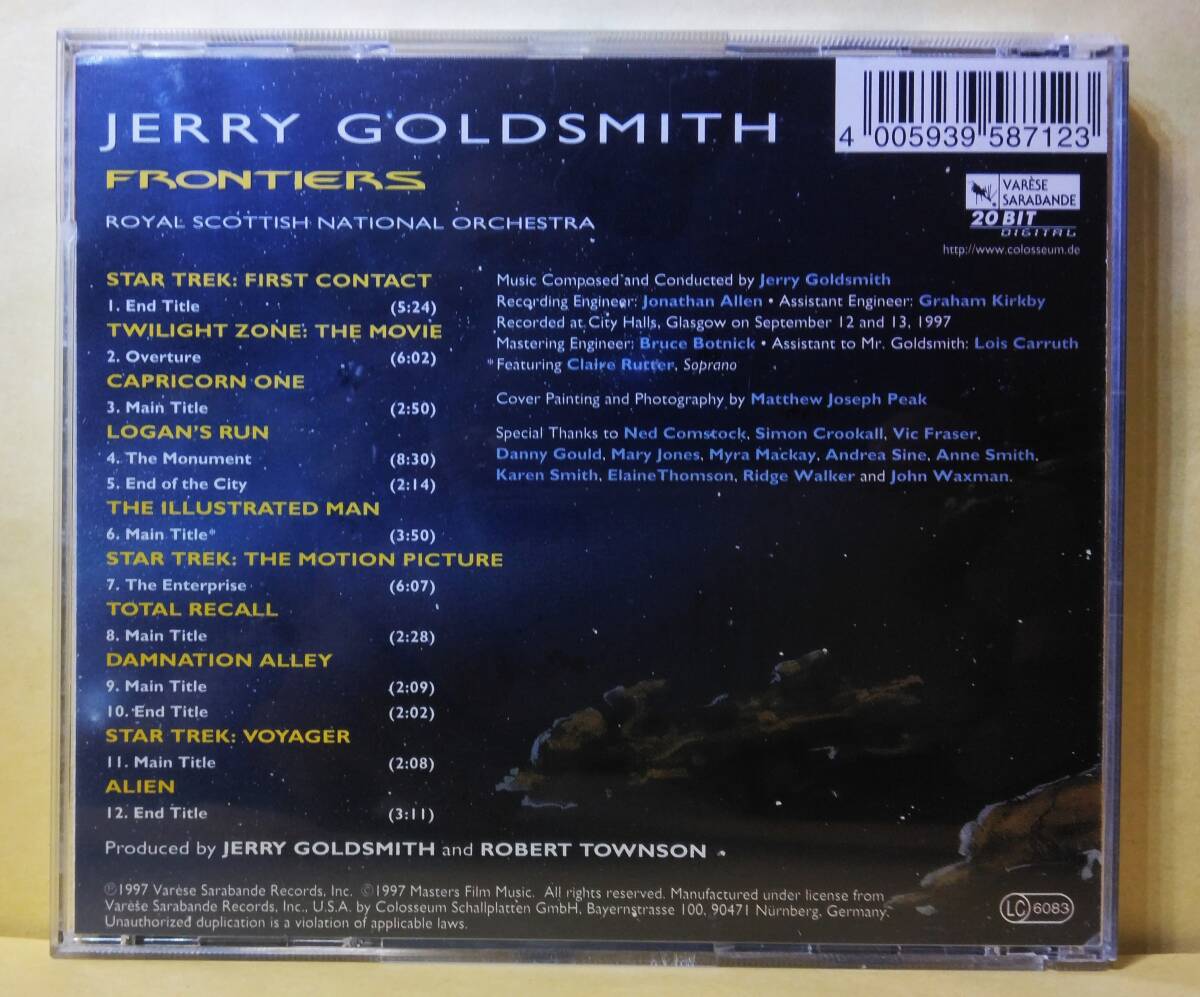 JERRY GOLDSMITH
FRONTIERS
ROYAL SCOTTISH NATIONAL ORCHESTRA
4 005939 587123
VARÈSE
SARABANDE
20 BIT
DIGITAL
http://www.colosseum.de
STAR TREK: FIRST CONTACT
1. End Title (5:24)
TWILIGHT ZONE: THE MOVIE
2. Overture (6:02)
CAPRICORN ONE
3. Main Title (2:50)
LOGAN'S RUN
4. The Monument (8:30)
5. End of the City (2:14)
THE ILLUSTRATED MAN
6. Main Title* (3:50)
STAR TREK: THE MOTION PICTURE
7. The Enterprise (6:07)
TOTAL RECALL
8. Main Title (2:28)
DAMNATION ALLEY
9. Main Title (2:09)
10. End Title (2:02)
STAR TREK: VOYAGER
11. Main Title (2:08)
ALIEN
12. End Title (3:11)
Music Composed and Conducted by Jerry Goldsmith
Recording Engineer: Jonathan Allen • Assistant Engineer: Graham Kirkby
Recorded at City Halls, Glasgow on September 12 and 13, 1997
Mastering Engineer: Bruce Botnick • Assistant to Mr. Goldsmith: Lois Carruth
*Featuring Claire Rutter, Soprano
Cover Painting and Photography by Matthew Joseph Peak
Special Thanks to Ned Comstock, Simon Crookall, Vic Fraser,
Danny Gould, Mary Jones, Myra Mackay, Andrea Sine, Anne Smith,
Karen Smith, Elaine Thomson, Ridge Walker and John Waxman.
Produced by JERRY GOLDSMITH and ROBERT TOWNSON
℗1997 Varèse Sarabande Records, Inc. ©1997 Masters Film Music. All rights reserved. Manufactured under license from
Varèse Sarabande Records, Inc., U.S.A. by Colosseum Schallplatten GmbH, Bayernstrasse 100, 90471 Nürnberg, Germany.
Unauthorized duplication is a violation of applicable laws.
LC 6083